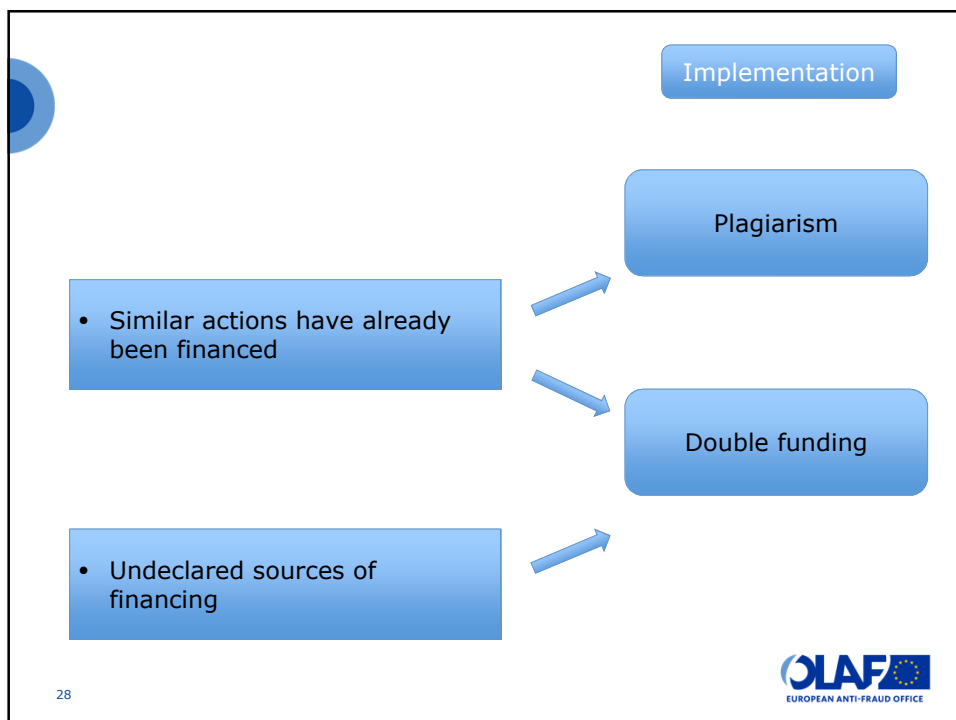 Implementation
Plagiarism
• Similar actions have already
been financed
Double funding
• Undeclared sources of
financing
28
OLAF
EUROPEAN ANTI-FRAUD OFFICE